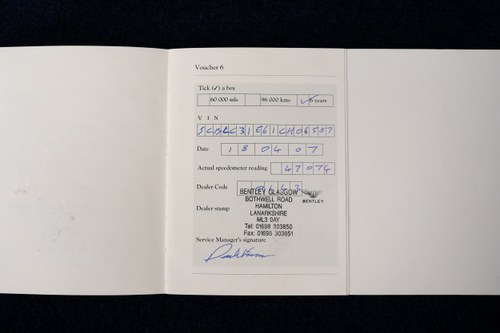 Voucher 6
Tick (✓) a box
60 000 mls 96 000 kms ✓ 6 years
V I N
Date 18 04 07
Actual speedometer reading 47074
Dealer Code
BENTLEY GLASGOW
BOTHWELL ROAD
BENTLEY
HAMILTON
Dealer stamp LANARKSHIRE
ML3 0AY
Tel: 01698 303850
Fax: 01698 303851
Service Manager's signature